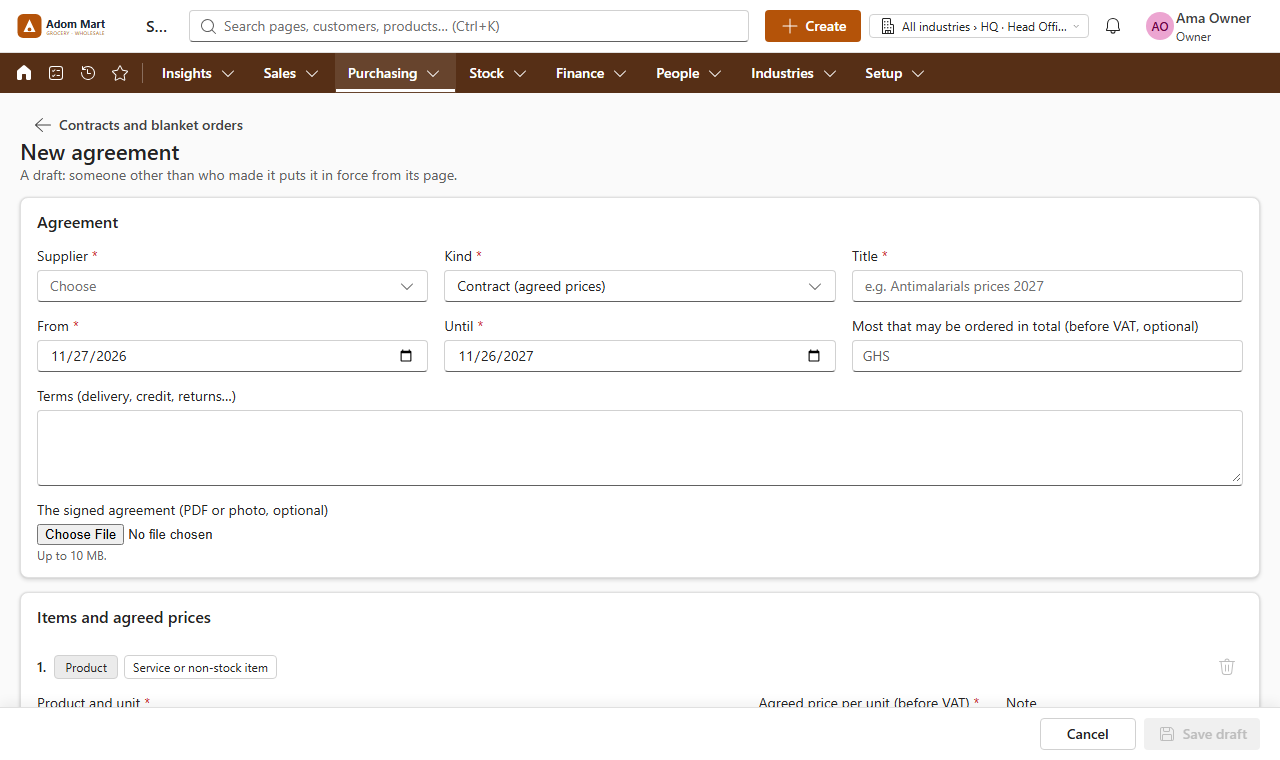 Adom Mart
GROCERY · WHOLESALE
S...
Search pages, customers, products... (Ctrl+K)
Create
All industries › HQ · Head Offi...
AO
Ama Owner
Owner
Insights
Sales
Purchasing
Stock
Finance
People
Industries
Setup
Contracts and blanket orders
New agreement
A draft: someone other than who made it puts it in force from its page.
Agreement
Supplier *
Kind *
Title *
Choose
Contract (agreed prices)
e.g. Antimalarials prices 2027
From *
Until *
Most that may be ordered in total (before VAT, optional)
11/27/2026
11/26/2027
GHS
Terms (delivery, credit, returns...)
The signed agreement (PDF or photo, optional)
Choose File No file chosen
Up to 10 MB.
Items and agreed prices
1. Product Service or non-stock item
Product and unit *
Agreed price per unit (before VAT) *
Note
Cancel
Save draft